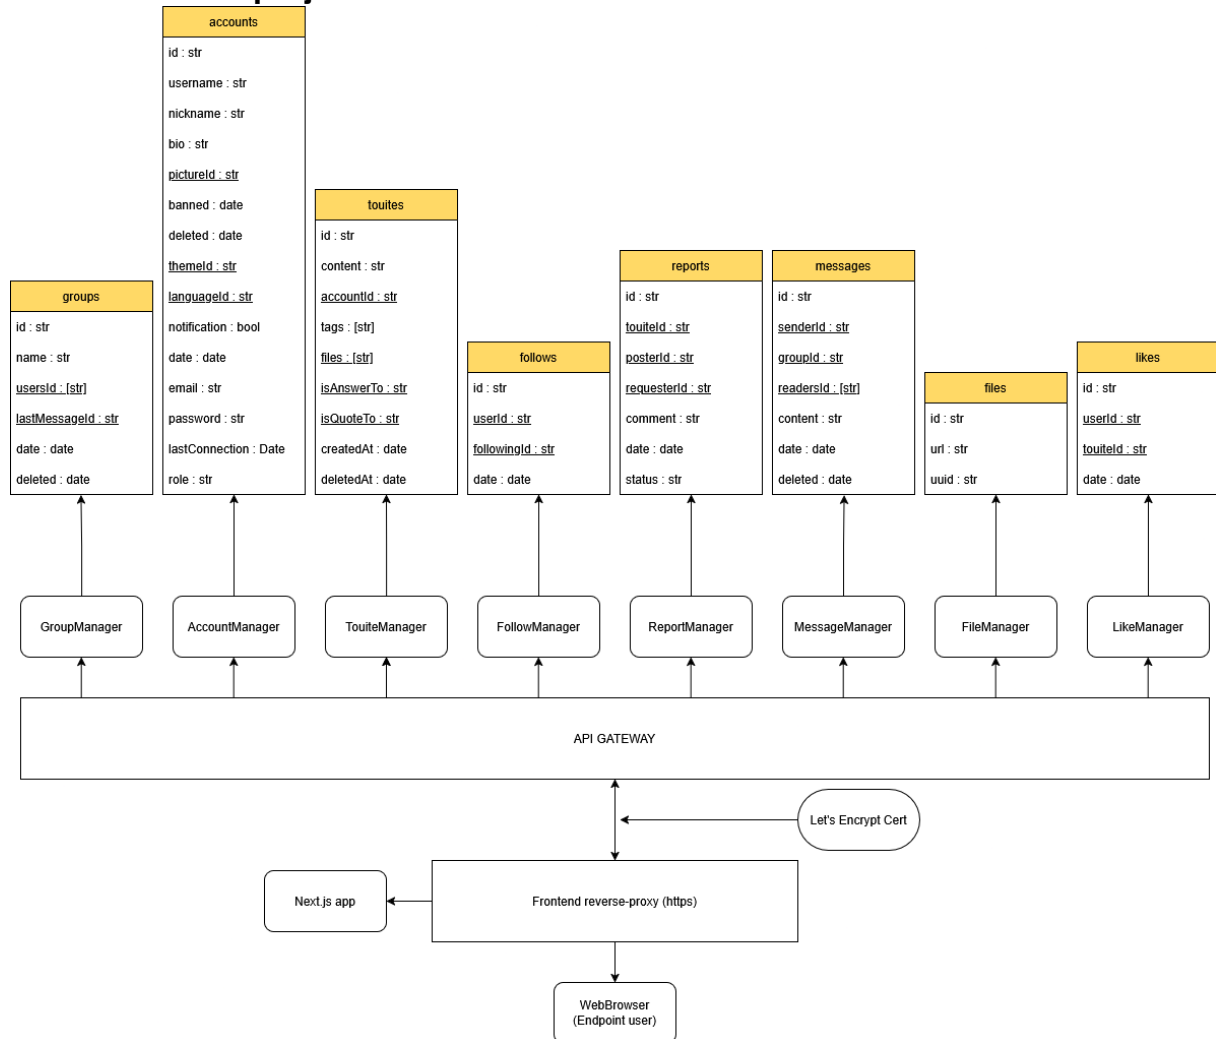 accounts
id : str
username : str
nickname : str
bio : str
pictureId : str
banned : date
deleted : date
themeId : str
languageId : str
notification : bool
date : date
email : str
password : str
lastConnection : Date
role : str
touites
id : str
content : str
accountId : str
tags : [str]
files : [str]
isAnswerTo : str
isQuoteTo : str
createdAt : date
deletedAt : date
groups
id : str
name : str
usersId : [str]
lastMessageId : str
date : date
deleted : date
follows
id : str
userId : str
followingId : str
date : date
reports
id : str
touiteId : str
posterId : str
requesterId : str
comment : str
date : date
status : str
messages
id : str
senderId : str
groupId : str
readersId : [str]
content : str
date : date
deleted : date
files
id : str
url : str
uuid : str
likes
id : str
userId : str
touiteId : str
date : date
GroupManager
AccountManager
TouiteManager
FollowManager
ReportManager
MessageManager
FileManager
LikeManager
API GATEWAY
Let's Encrypt Cert
Next.js app
Frontend reverse-proxy (https)
WebBrowser
(Endpoint user)